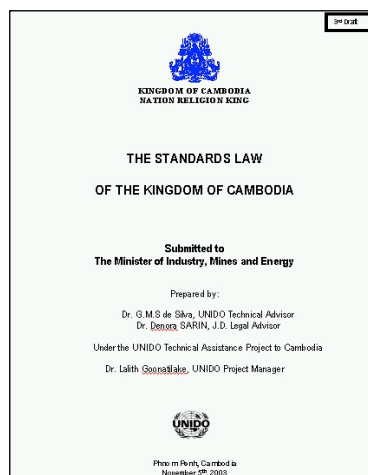 3rd Draft
KINGDOM OF CAMBODIA
NATION RELIGION KING
THE STANDARDS LAW
OF THE KINGDOM OF CAMBODIA
Submitted to
The Minister of Industry, Mines and Energy
Prepared by:
Dr. G.M.S de Silva, UNIDO Technical Advisor
Dr. Denora SARIN, J.D. Legal Advisor
Under the UNIDO Technical Assistance Project to Cambodia
Dr. Lalith Goonatilake, UNIDO Project Manager
UNIDO
Phnom Penh, Cambodia
November 5th 2003